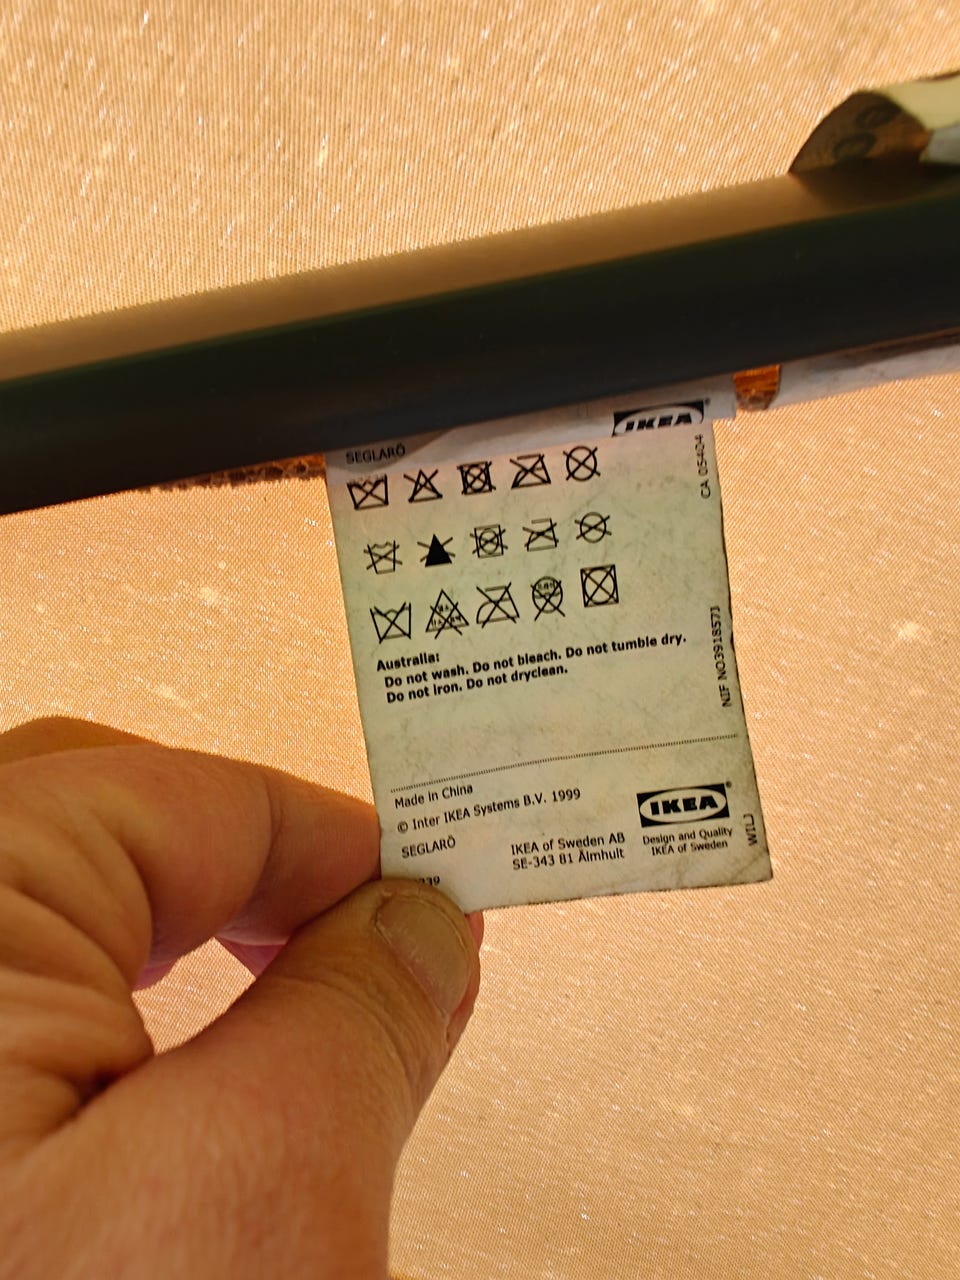 IKEA®
SEGLARÖ
CA 05404
NIF NO3918571
Australia:
Do not wash. Do not bleach. Do not tumble dry.
Do not iron. Do not dryclean.
Made in China
© Inter IKEA Systems B.V. 1999
SEGLARÖ
IKEA of Sweden AB
SE-343 81 Älmhult
IKEA®
Design and Quality
IKEA of Sweden
WILJ